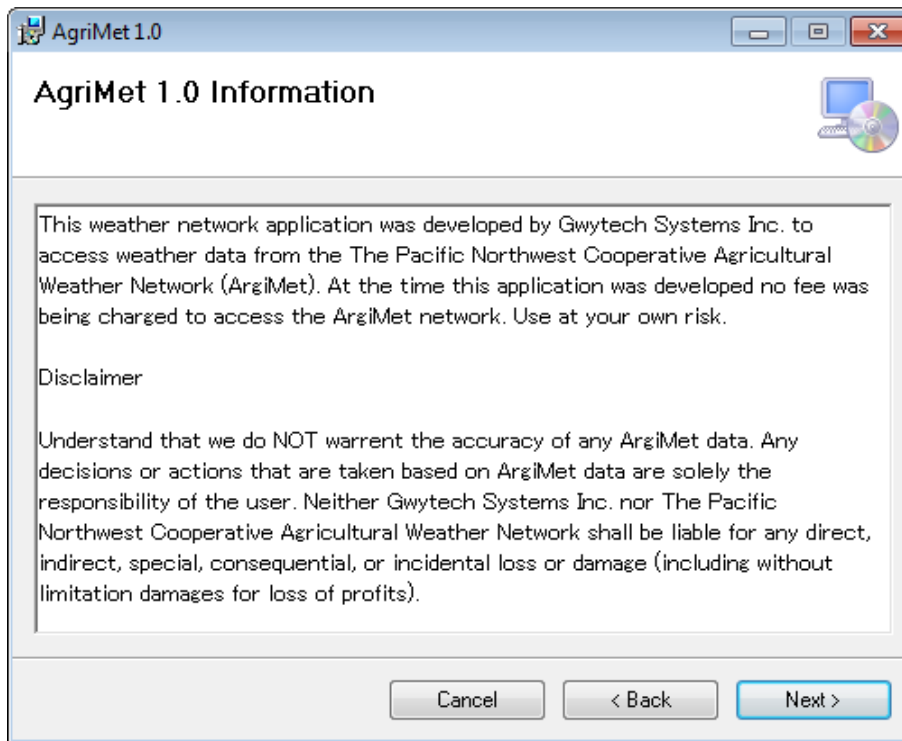 AgriMet 1.0
AgriMet 1.0 Information
This weather network application was developed by Gwytech Systems Inc. to
access weather data from the The Pacific Northwest Cooperative Agricultural
Weather Network (ArgiMet). At the time this application was developed no fee was
being charged to access the ArgiMet network. Use at your own risk.
Disclaimer
Understand that we do NOT warrent the accuracy of any ArgiMet data. Any
decisions or actions that are taken based on ArgiMet data are solely the
responsibility of the user. Neither Gwytech Systems Inc. nor The Pacific
Northwest Cooperative Agricultural Weather Network shall be liable for any direct,
indirect, special, consequential, or incidental loss or damage (including without
limitation damages for loss of profits).
Cancel
< Back
Next >